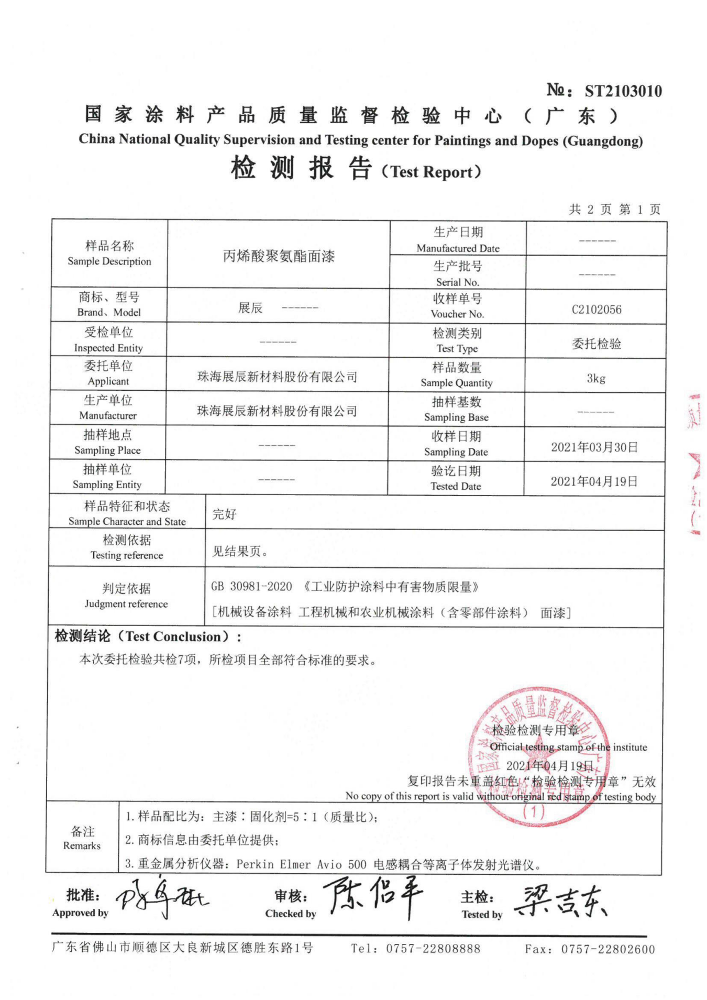 №：ST2103010
国家涂料产品质量监督检验中心（广东）
China National Quality Supervision and Testing center for Paintings and Dopes (Guangdong)
检测报告（Test Report）
共 2 页 第 1 页
样品名称
Sample Description
丙烯酸聚氨酯面漆
生产日期
Manufactured Date
------
生产批号
Serial No.
------
商标、型号
Brand、Model
展辰 ------
收样单号
Voucher No.
C2102056
受检单位
Inspected Entity
------
检测类别
Test Type
委托检验
委托单位
Applicant
珠海展辰新材料股份有限公司
样品数量
Sample Quantity
3kg
生产单位
Manufacturer
珠海展辰新材料股份有限公司
抽样基数
Sampling Base
------
抽样地点
Sampling Place
------
收样日期
Sampling Date
2021年03月30日
抽样单位
Sampling Entity
------
验讫日期
Tested Date
2021年04月19日
样品特征和状态
Sample Character and State
完好
检测依据
Testing reference
见结果页。
判定依据
Judgment reference
GB 30981-2020 《工业防护涂料中有害物质限量》
[机械设备涂料 工程机械和农业机械涂料（含零部件涂料） 面漆]
检测结论（Test Conclusion）：
本次委托检验共检7项，所检项目全部符合标准的要求。
国家涂料产品质量监督检验中心(广东)
检验检测专用章
Official testing stamp of the institute
2021年04月19日
复印报告未重盖红色“检验检测专用章”无效
检验检测专用章
No copy of this report is valid without original red stamp of testing body
(1)
备注
Remarks
1.样品配比为：主漆：固化剂=5：1（质量比）；
2.商标信息由委托单位提供；
3.重金属分析仪器：Perkin Elmer Avio 500 电感耦合等离子体发射光谱仪。
批准：
Approved by
审核：
Checked by
陈侣平
主检：
Tested by
梁吉东
广东省佛山市顺德区大良新城区德胜东路1号 Tel：0757-22808888 Fax：0757-22802600